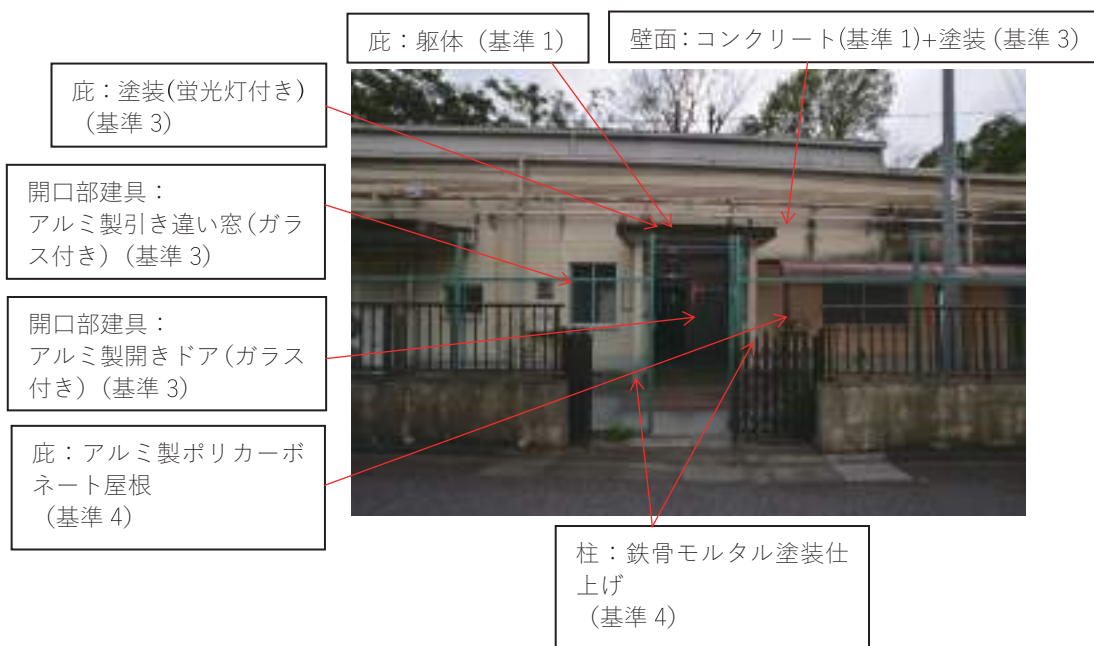 庇：躯体（基準 1）
壁面：コンクリート(基準 1)+塗装（基準 3）
庇：塗装(蛍光灯付き)
（基準 3）
開口部建具：
アルミ製引き違い窓（ガラ
ス付き）（基準 3）
開口部建具：
アルミ製開きドア（ガラス
付き）（基準 3）
庇：アルミ製ポリカーボ
ネート屋根
（基準 4）
柱：鉄骨モルタル塗装仕
上げ
（基準 4）